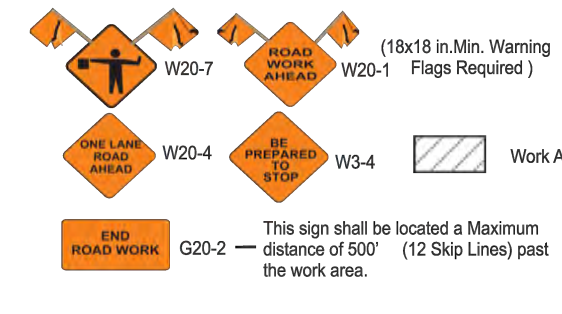 W20-7
ROAD
WORK
AHEAD
W20-1
(18x18 in.Min. Warning
Flags Required )
ONE LANE
ROAD
AHEAD
W20-4
BE
PREPARED
TO
STOP
W3-4
Work A
END
ROAD WORK
G20-2
This sign shall be located a Maximum
distance of 500' (12 Skip Lines) past
the work area.